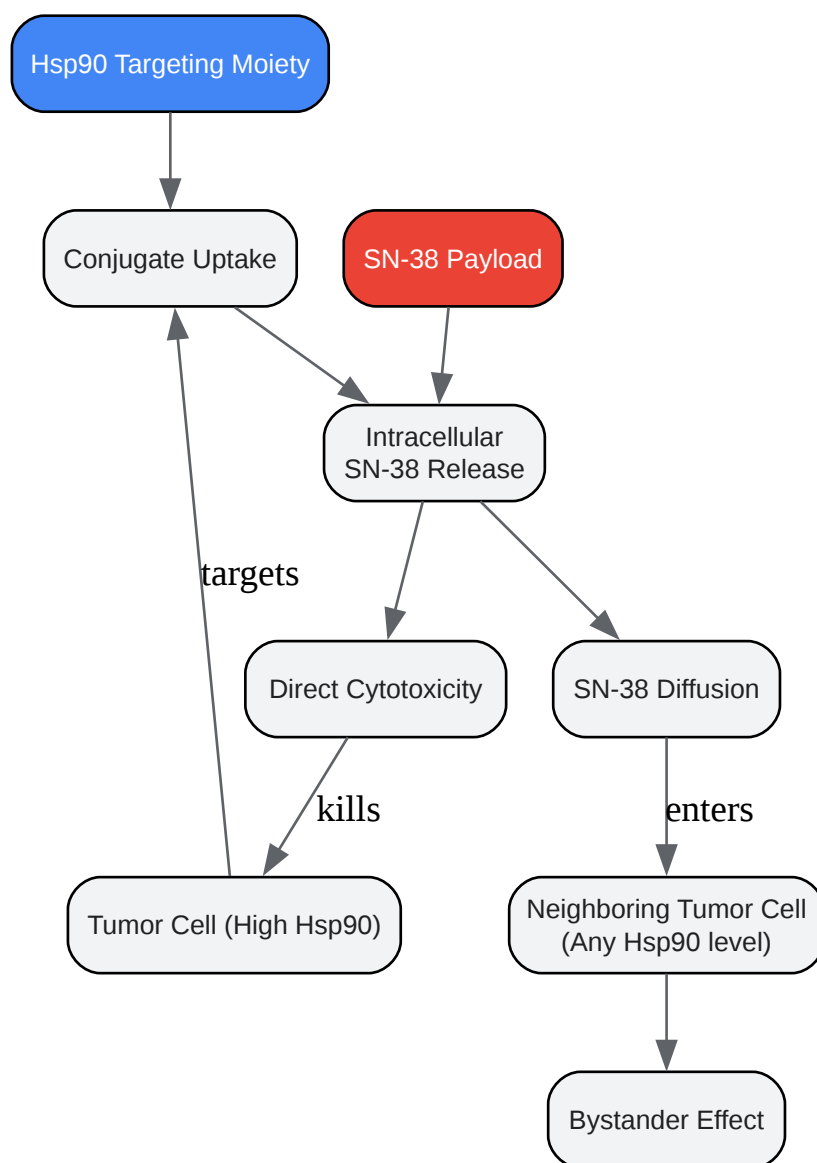 Hsp90 Targeting Moiety
Conjugate Uptake
SN-38 Payload
Intracellular
SN-38 Release
targets
Direct Cytotoxicity
SN-38 Diffusion
kills
enters
Tumor Cell (High Hsp90)
Neighboring Tumor Cell
(Any Hsp90 level)
Bystander Effect